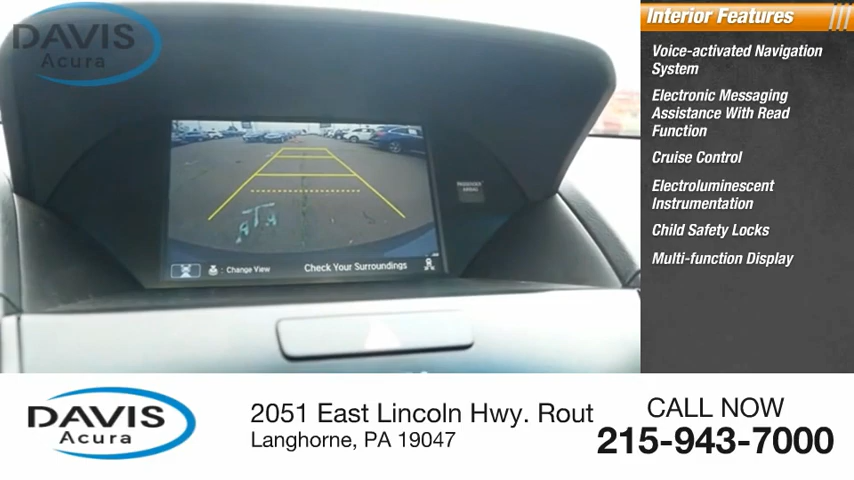 DAVIS
Acura
Interior Features
Voice-activated Navigation
System
Electronic Messaging
Assistance With Read
Function
Cruise Control
Electroluminescent
Instrumentation
Child Safety Locks
Multi-function Display
PASSENGER
AIRBAG
: Change View
Check Your Surroundings
DAVIS
Acura
2051 East Lincoln Hwy. Rout
Langhorne, PA 19047
CALL NOW
215-943-7000